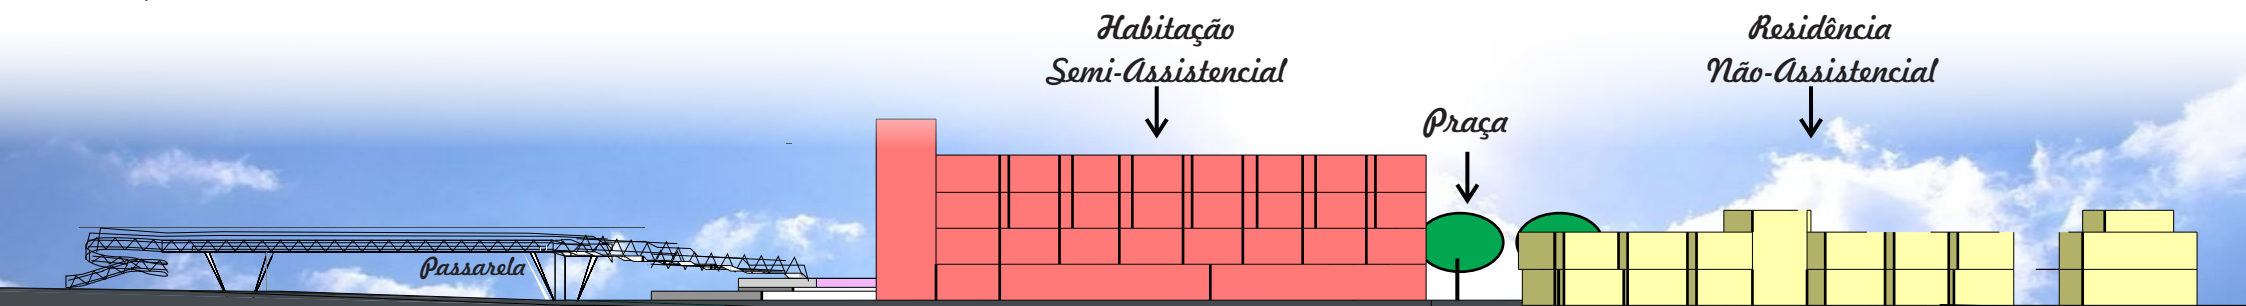 Habitação
Semi-Assistencial
Residência
Não-Assistencial
Praça
Passarela